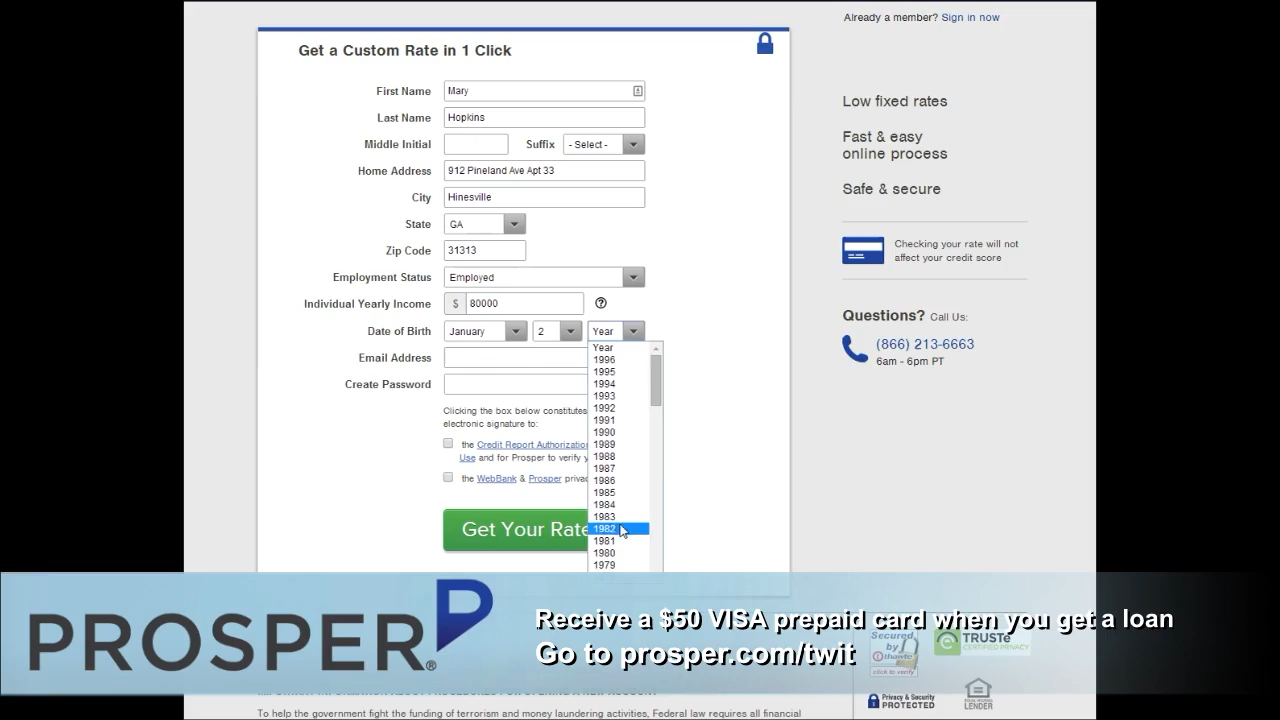 Already a member? Sign in now
Get a Custom Rate in 1 Click
First Name Mary
Last Name Hopkins
Middle Initial Suffix - Select -
Home Address 912 Pineland Ave Apt 33
City Hinesville
State GA
Zip Code 31313
Employment Status Employed
Individual Yearly Income $ 80000
Date of Birth January 2 Year
Email Address
Create Password
Year
1996
1995
1994
1993
1992
1991
1990
1989
1988
1987
1986
1985
1984
1983
1982
1981
1980
1979
Clicking the box below constitutes
electronic signature to:
the Credit Report Authorization
Use and for Prosper to verify
the WebBank & Prosper
Get Your Rate
Low fixed rates
Fast & easy
online process
Safe & secure
Checking your rate will not
affect your credit score
Questions? Call Us:
(866) 213-6663
6am - 6pm PT
PROSPER®
Receive a $50 VISA prepaid card when you get a loan
Go to prosper.com/twit
Secured
by
thawte
click to verify
TRUSTe
CERTIFIED PRIVACY
Privacy & Security
PROTECTED
LENDER
To help the government fight the funding of terrorism and money laundering activities, Federal law requires all financial